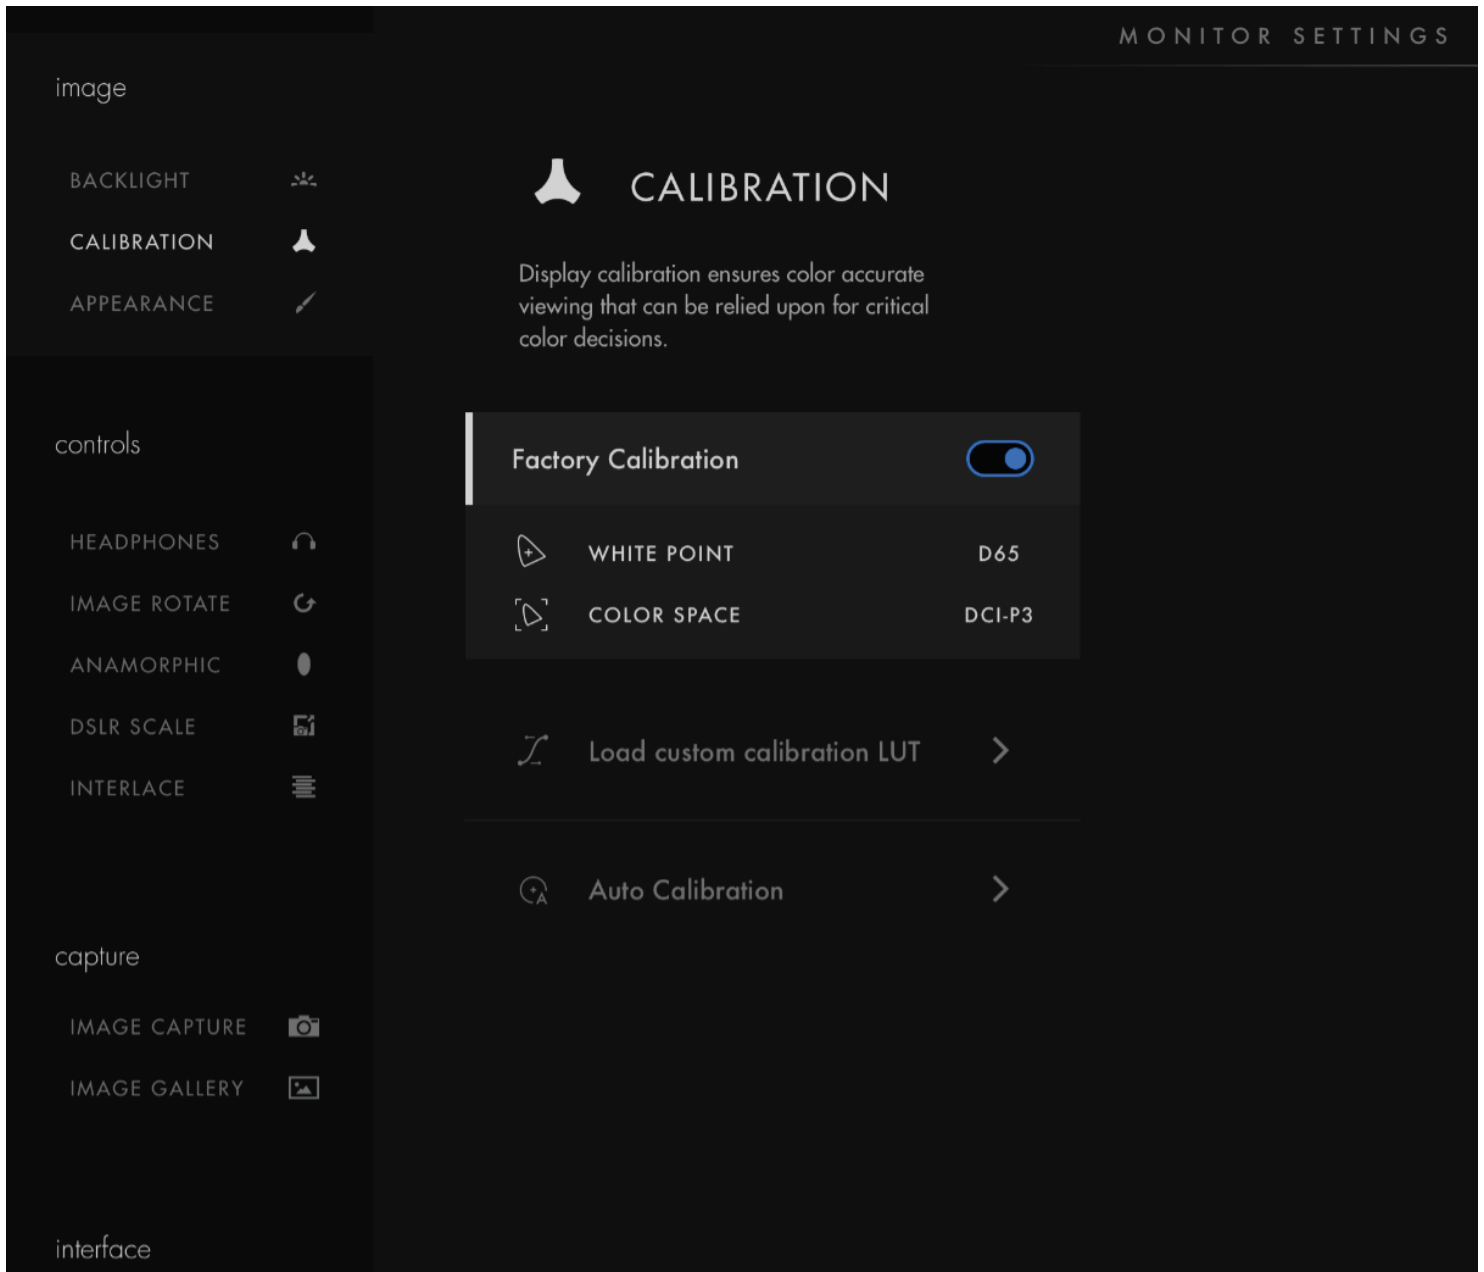 MONITOR SETTINGS
image
BACKLIGHT
CALIBRATION
APPEARANCE
controls
HEADPHONES
IMAGE ROTATE
ANAMORPHIC
DSLR SCALE
INTERLACE
capture
IMAGE CAPTURE
IMAGE GALLERY
interface
CALIBRATION
Display calibration ensures color accurate
viewing that can be relied upon for critical
color decisions.
Factory Calibration
WHITE POINT D65
COLOR SPACE DCI-P3
Load custom calibration LUT
A Auto Calibration